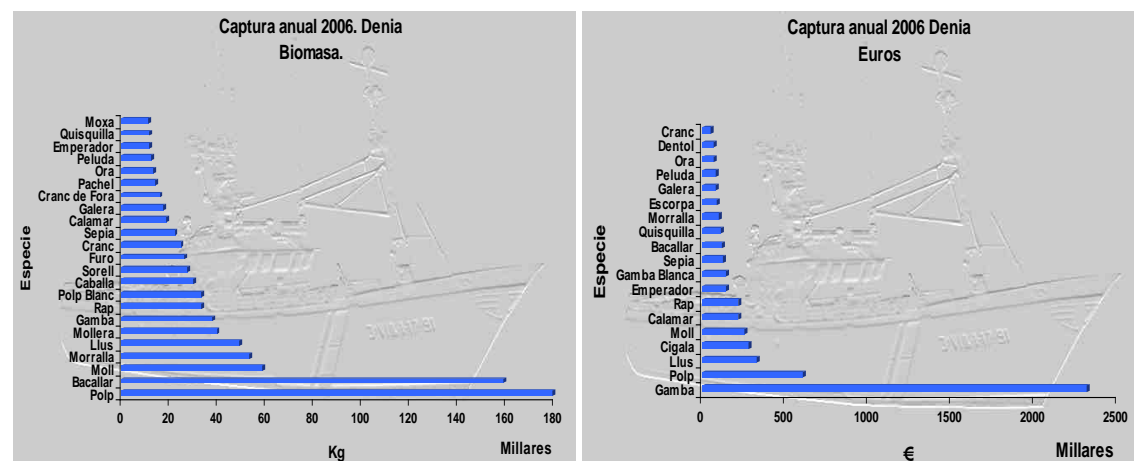 Captura anual 2006. Denia
Biomasa.
Especie
Moxa
Quisquilla
Emperador
Peluda
Ora
Pachel
Cranc de Fora
Galera
Calamar
Sepia
Cranc
Furo
Sorell
Caballa
Polp Blanc
Rap
Gamba
Mollera
Llus
Morralla
Moll
Bacallar
Polp
0 20 40 60 80 100 120 140 160 180
Kg Millares
Captura anual 2006 Denia
Euros
Especie
Cranc
Dentol
Ora
Peluda
Galera
Escorpa
Morralla
Quisquilla
Bacallar
Sepia
Gamba Blanca
Emperador
Rap
Calamar
Moll
Cigala
Llus
Polp
Gamba
0 500 1000 1500 2000 2500
€ Millares